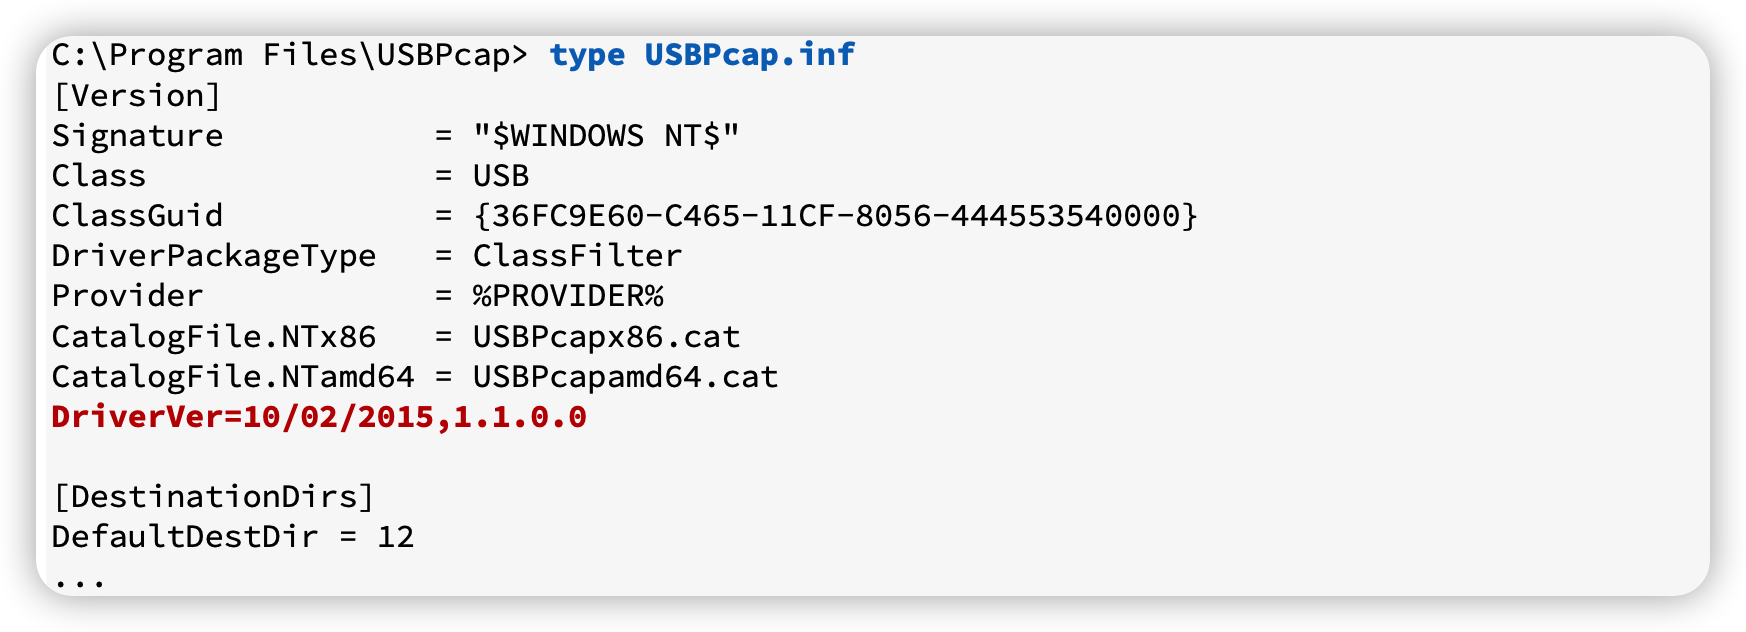 C:\Program Files\USBPcap> type USBPcap.inf
[Version]
Signature           = "$WINDOWS NT$"
Class               = USB
ClassGuid           = {36FC9E60-C465-11CF-8056-444553540000}
DriverPackageType   = ClassFilter
Provider            = %PROVIDER%
CatalogFile.NTx86   = USBPcapx86.cat
CatalogFile.NTamd64 = USBPcapamd64.cat
DriverVer=10/02/2015,1.1.0.0

[DestinationDirs]
DefaultDestDir = 12
...